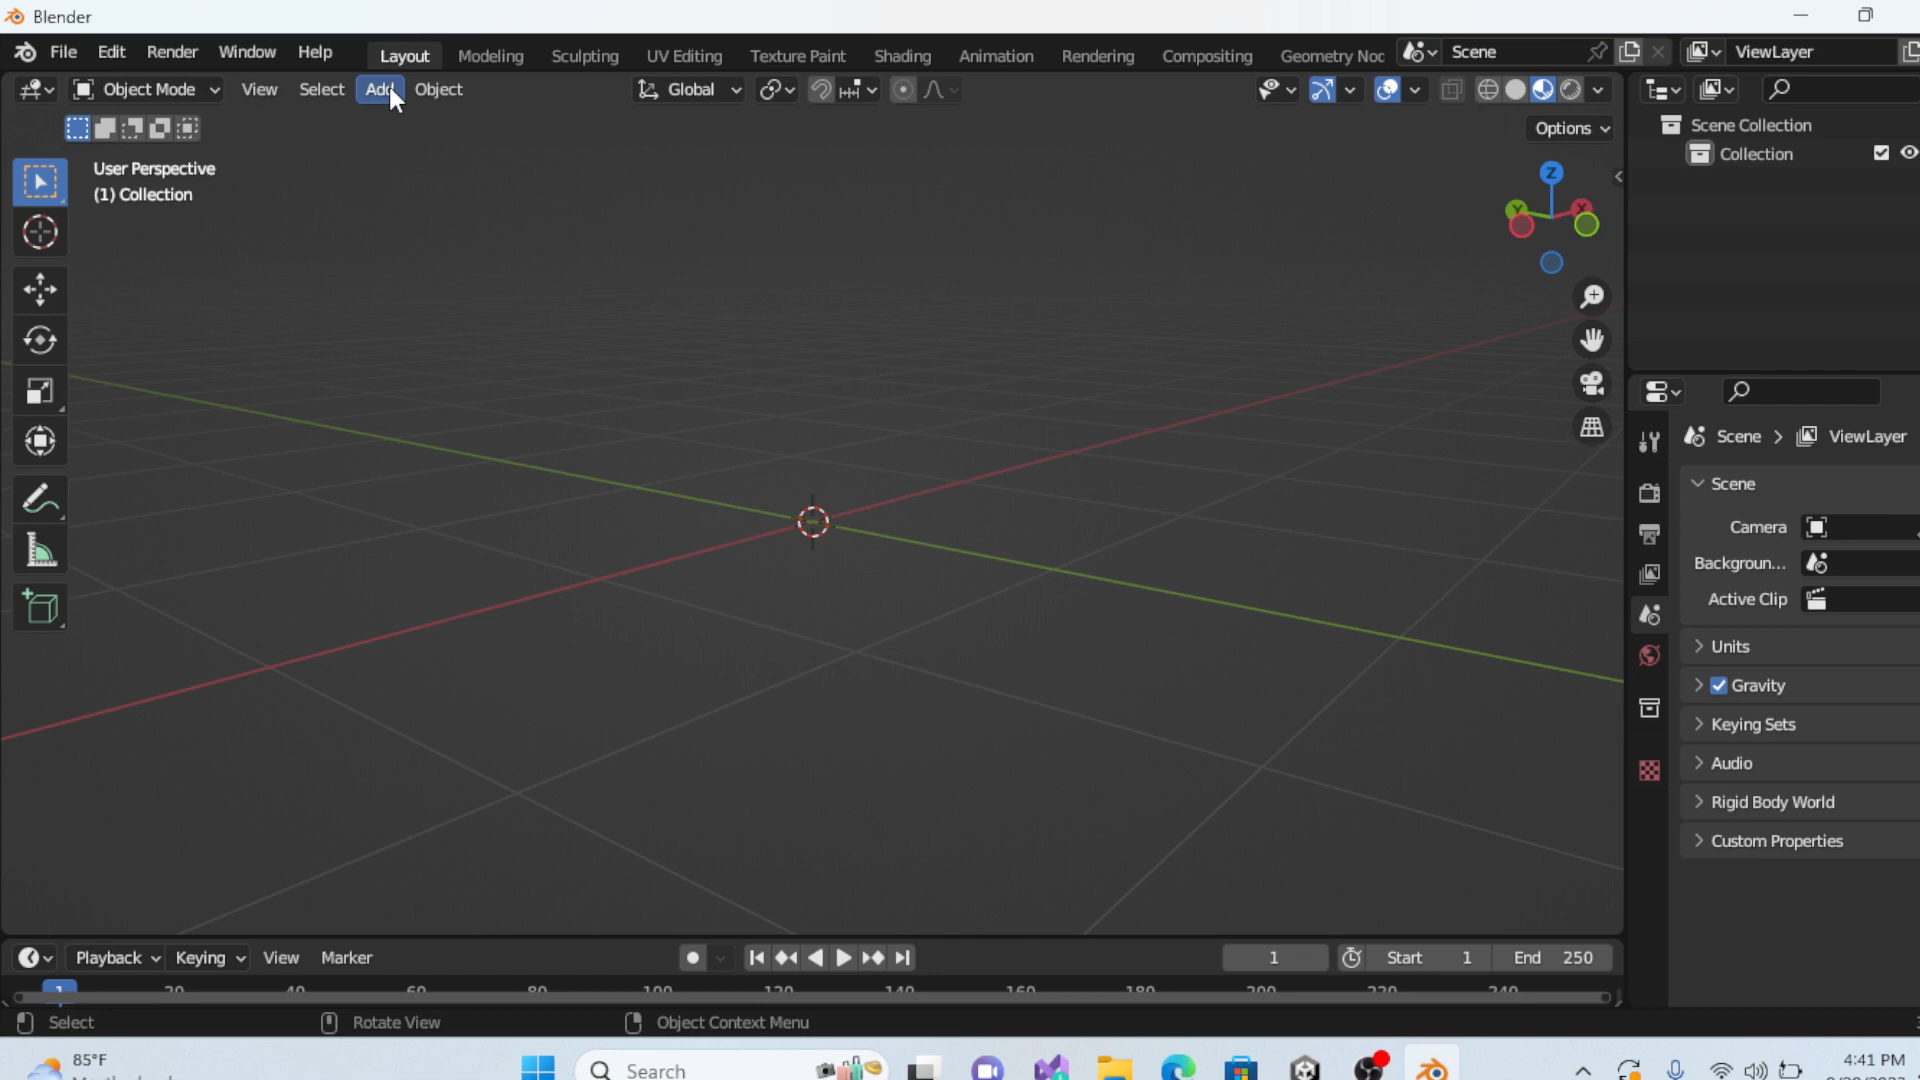 Blender
File Edit Render Window Help Layout Modeling Sculpting UV Editing Texture Paint Shading Animation Rendering Compositing Geometry Noc Scene ViewLayer
Object Mode View Select Add Object Global
Options
User Perspective
(1) Collection
Z
Y X
Scene Collection
Collection
Scene > ViewLayer
Scene
Camera
Backgroun...
Active Clip
Units
Gravity
Keying Sets
Audio
Rigid Body World
Custom Properties
Playback Keying View Marker 1 Start 1 End 250
1 20 40 60 80 100 120 140 160 180 200 220 240
Select Rotate View Object Context Menu
85°F
Search
4:41 PM